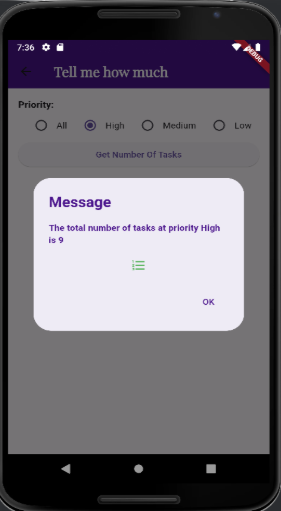 7:36
DEBUG
Tell me how much
Priority:
All High Medium Low
Get Number Of Tasks
Message
The total number of tasks at priority High
is 9
OK